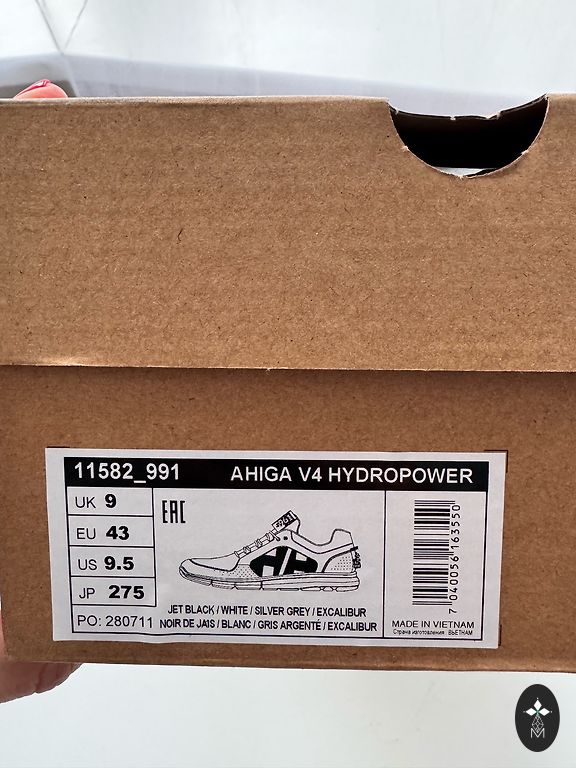 11582_991 AHIGA V4 HYDROPOWER
UK 9
EU 43
US 9.5
JP 275
PO: 280711
EAC
HH
JET BLACK / WHITE / SILVER GREY / EXCALIBUR
NOIR DE JAIS / BLANC / GRIS ARGENTÉ / EXCALIBUR
7 040056 163550
MADE IN VIETNAM
Страна изготовления ВЬЕТНАМ
M